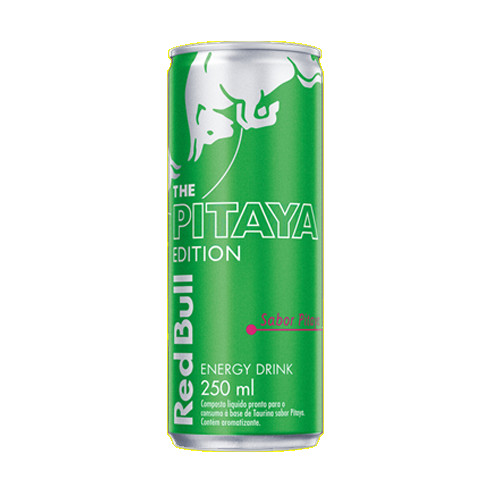 THE
PITAYA
EDITION
Red Bull
Sabor
ENERGY DRINK
250 ml
Composto líquido pronto para o
consumo à base de Taurina sabor Pitaya.
Contém aromatizante.